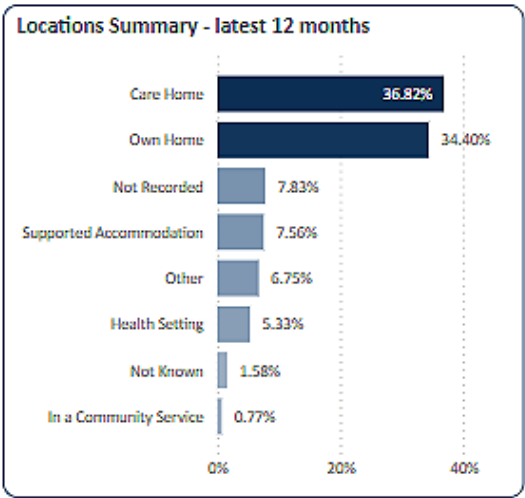 Locations Summary - latest 12 months
Care Home 36.82%
Own Home 34.40%
Not Recorded 7.83%
Supported Accommodation 7.56%
Other 6.75%
Health Setting 5.33%
Not Known 1.58%
In a Community Service 0.77%
0% 20% 40%